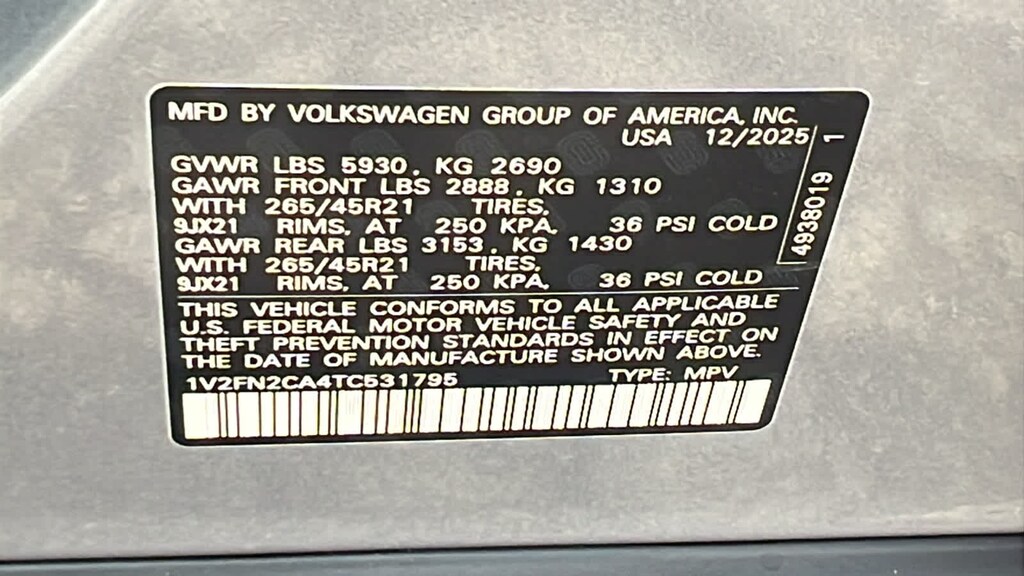 MFD BY VOLKSWAGEN GROUP OF AMERICA, INC.
USA 12/2025
GVWR LBS 5930, KG 2690
GAWR FRONT LBS 2888, KG 1310
WITH 265/45R21 TIRES,
9JX21 RIMS, AT 250 KPA, 36 PSI COLD
GAWR REAR LBS 3153, KG 1430
WITH 265/45R21 TIRES,
9JX21 RIMS, AT 250 KPA, 36 PSI COLD
4938019 1
THIS VEHICLE CONFORMS TO ALL APPLICABLE
U.S. FEDERAL MOTOR VEHICLE SAFETY AND
THEFT PREVENTION STANDARDS IN EFFECT ON
THE DATE OF MANUFACTURE SHOWN ABOVE.
1V2FN2CA4TC531795 TYPE: MPV